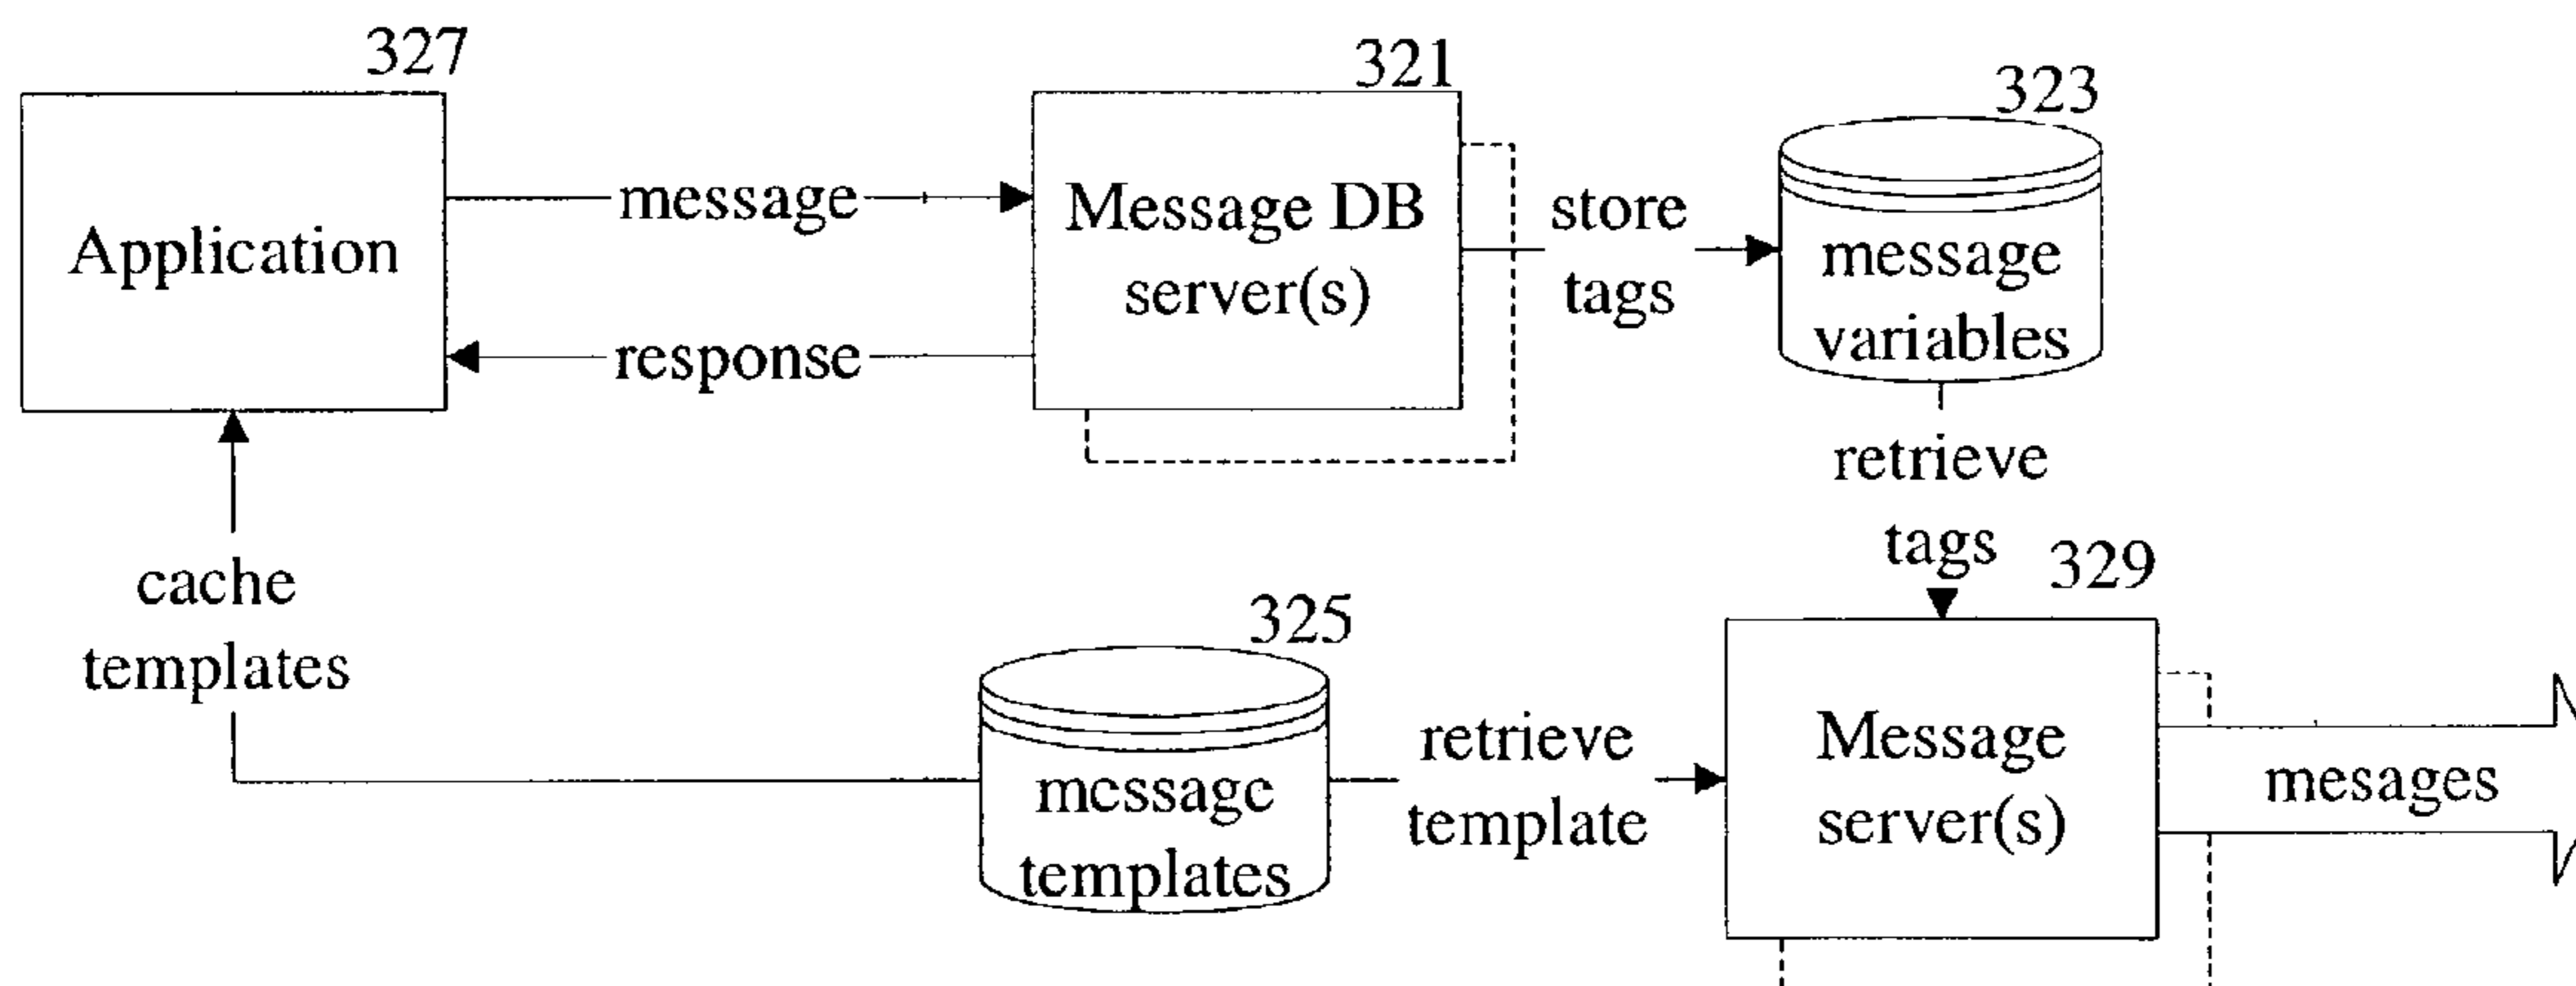 327
321
323
Application
message
response
Message DB
server(s)
store
tags
message
variables
retrieve
tags
329
cache
templates
325
message
templates
retrieve
template
Message
server(s)
mesages